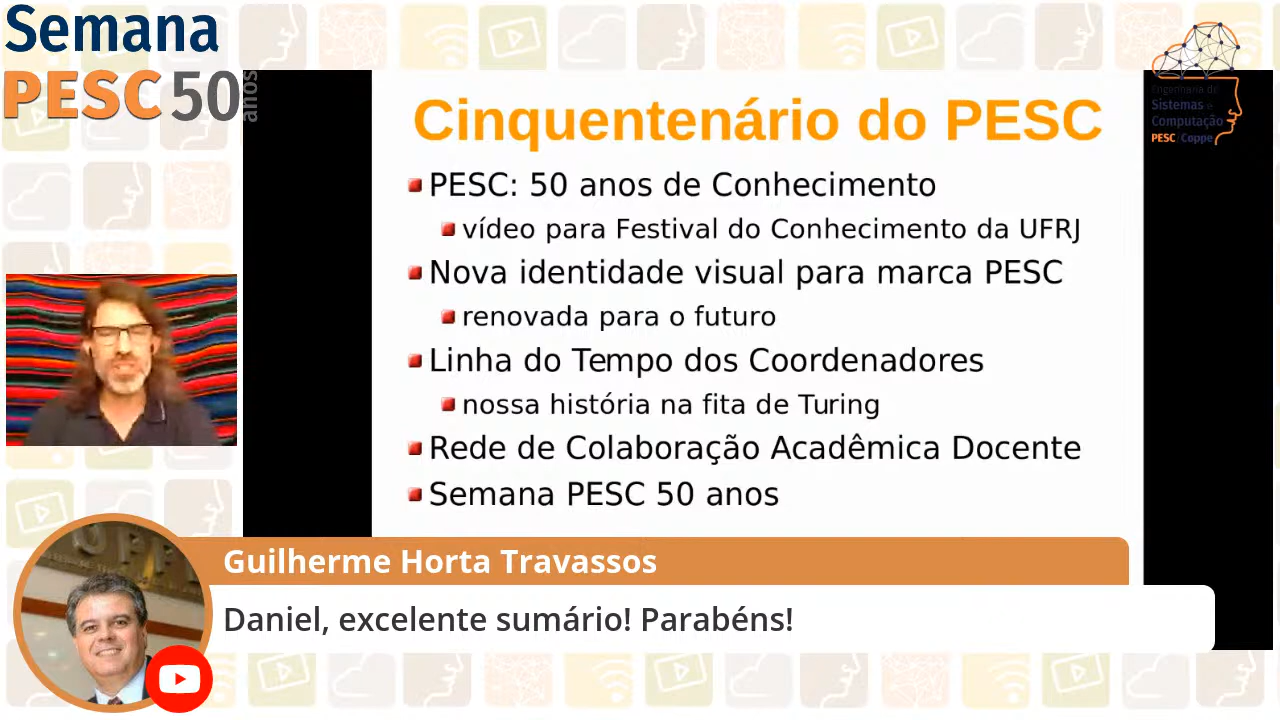 Semana
PESC 50
anos
Engenharia de
Sistemas e
Computação
PESC Coppe
Cinquentenário do PESC
PESC: 50 anos de Conhecimento
vídeo para Festival do Conhecimento da UFRJ
Nova identidade visual para marca PESC
renovada para o futuro
Linha do Tempo dos Coordenadores
nossa história na fita de Turing
Rede de Colaboração Acadêmica Docente
Semana PESC 50 anos
Guilherme Horta Travassos
Daniel, excelente sumário! Parabéns!